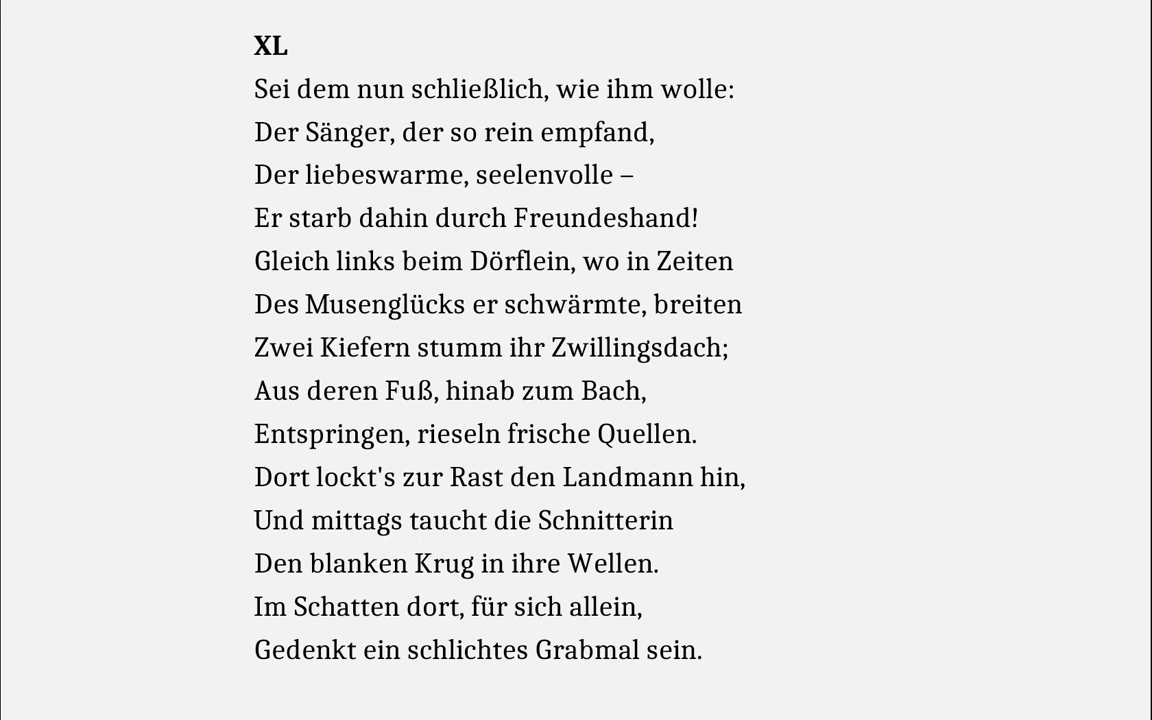 XL
Sei dem nun schließlich, wie ihm wolle:
Der Sänger, der so rein empfand,
Der liebeswarme, seelenvolle –
Er starb dahin durch Freundeshand!
Gleich links beim Dörflein, wo in Zeiten
Des Musenglücks er schwärmte, breiten
Zwei Kiefern stumm ihr Zwillingsdach;
Aus deren Fuß, hinab zum Bach,
Entspringen, rieseln frische Quellen.
Dort lockt's zur Rast den Landmann hin,
Und mittags taucht die Schnitterin
Den blanken Krug in ihre Wellen.
Im Schatten dort, für sich allein,
Gedenkt ein schlichtes Grabmal sein.